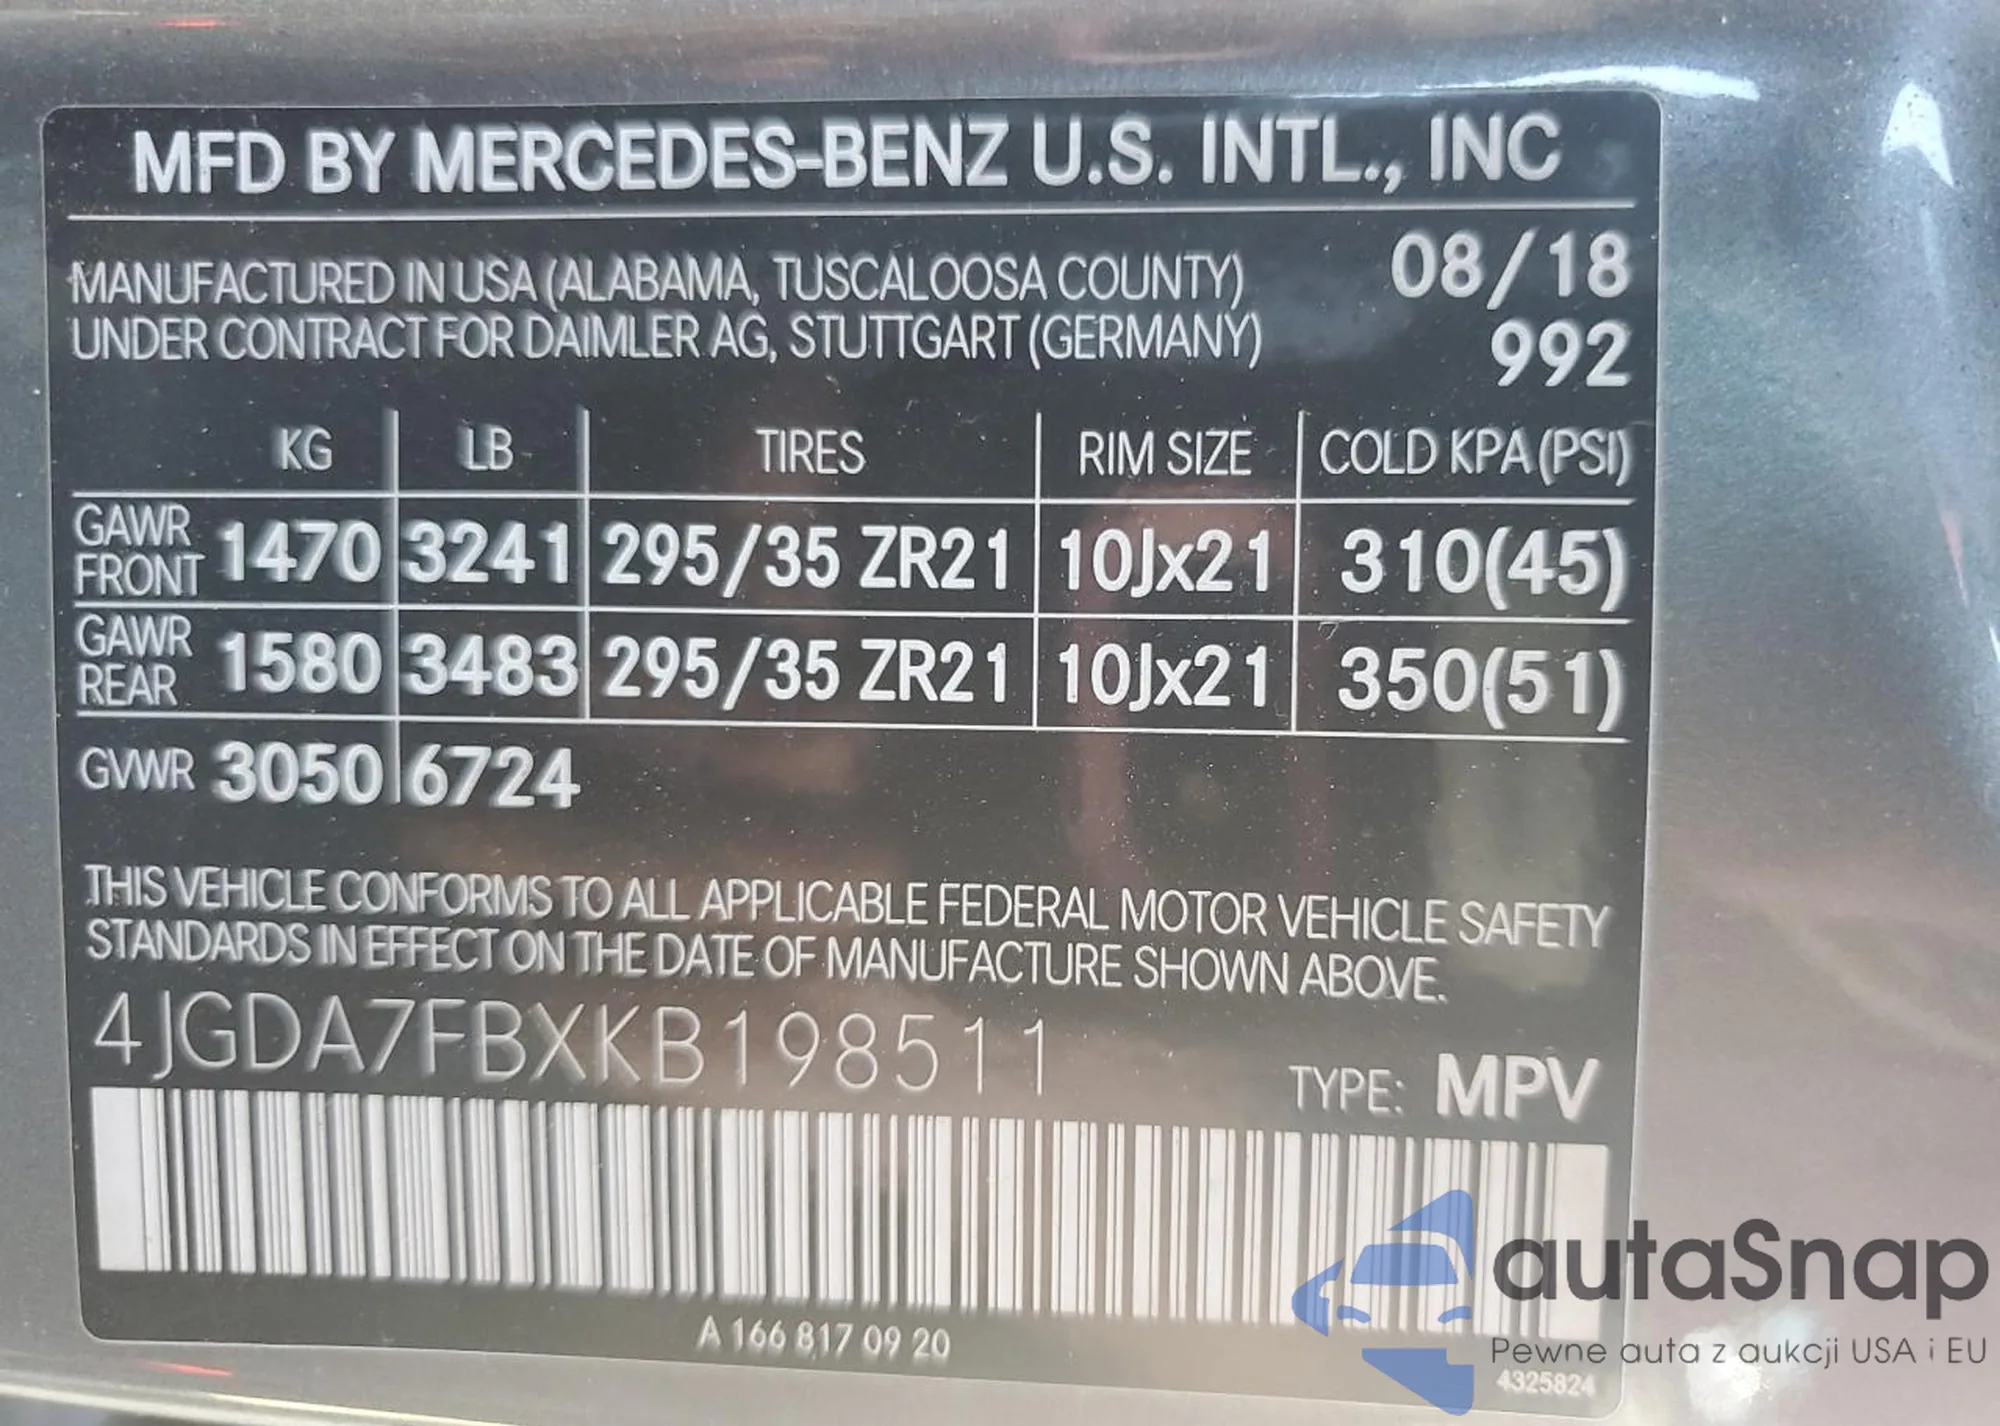 MFD BY MERCEDES-BENZ U.S. INTL., INC
MANUFACTURED IN USA (ALABAMA, TUSCALOOSA COUNTY) 08/18
UNDER CONTRACT FOR DAIMLER AG, STUTTGART (GERMANY) 992
KG LB TIRES RIM SIZE COLD KPA (PSI)
GAWR FRONT 1470 3241 295/35 ZR21 10Jx21 310(45)
GAWR REAR 1580 3483 295/35 ZR21 10Jx21 350(51)
GVWR 3050 6724
THIS VEHICLE CONFORMS TO ALL APPLICABLE FEDERAL MOTOR VEHICLE SAFETY
STANDARDS IN EFFECT ON THE DATE OF MANUFACTURE SHOWN ABOVE.
4JGDA7FBXKB198511 TYPE: MPV
A 166 817 09 20
autaSnap
Pewne auta z aukcji USA i EU
4325824